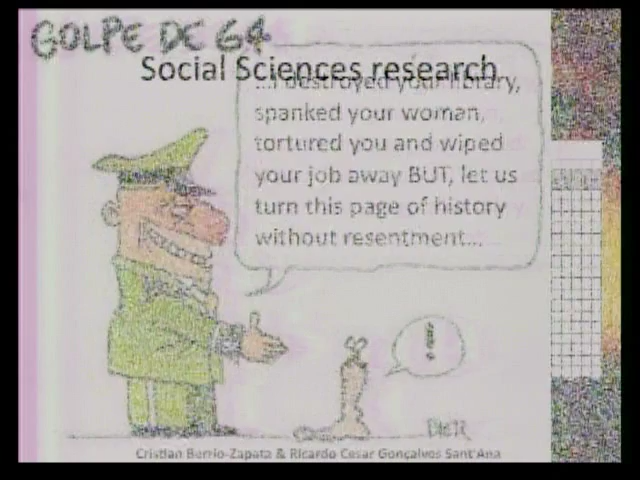 GOLPE DE 64
Social Sciences research
...I destroyed your library,
spanked your woman,
tortured you and wiped
your job away BUT, let us
turn this page of history
without resentment...
!
Cristian Berrio-Zapata & Ricardo Cesar Gonçalves Sant'Ana